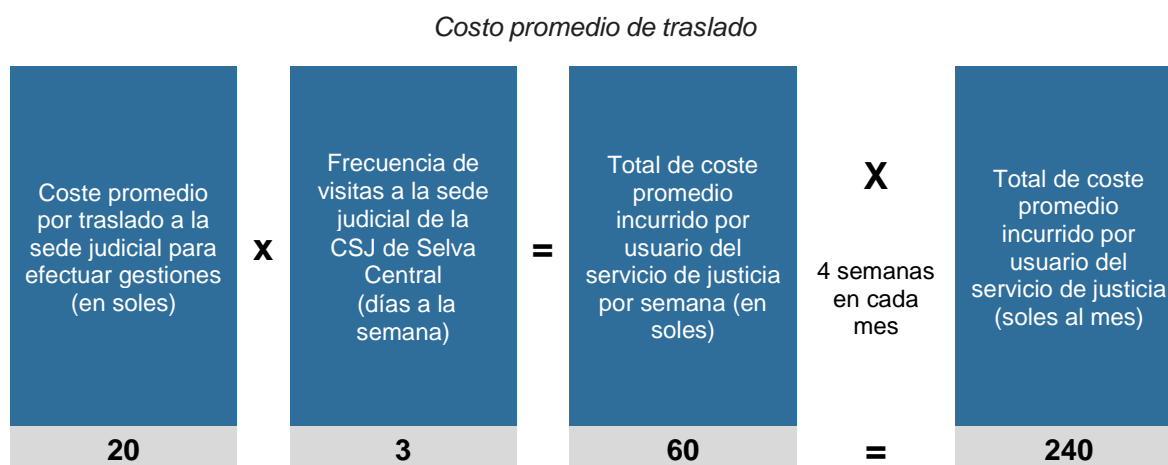 Costo promedio de traslado
Coste promedio
por traslado a la
sede judicial para
efectuar gestiones
(en soles)
x
Frecuencia de
visitas a la sede
judicial de la
CSJ de Selva
Central
(días a la
semana)
=
Total de coste
promedio
incurrido por
usuario del
servicio de justicia
por semana (en
soles)
X
4 semanas
en cada
mes
Total de coste
promedio
incurrido por
usuario del
servicio de justicia
(soles al mes)
20
3
60
=
240